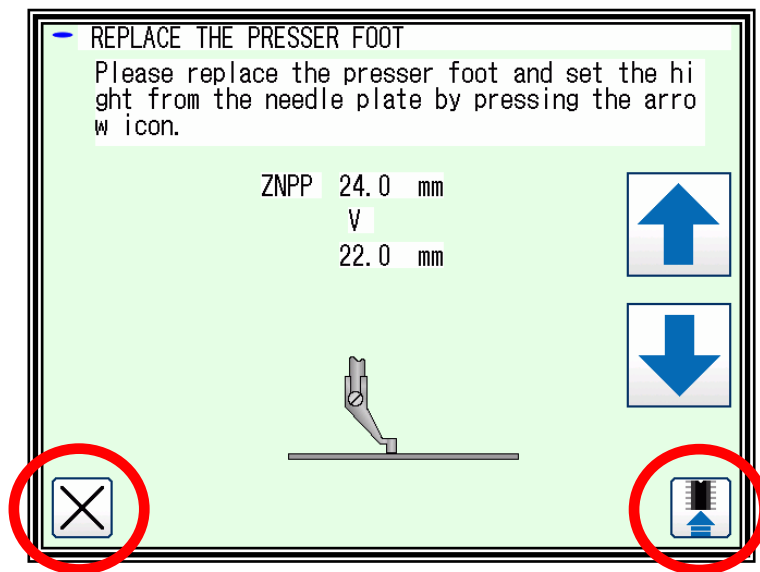 REPLACE THE PRESSER FOOT
Please replace the presser foot and set the hi
ght from the needle plate by pressing the arro
w icon.
ZNPP 24.0 mm
V
22.0 mm